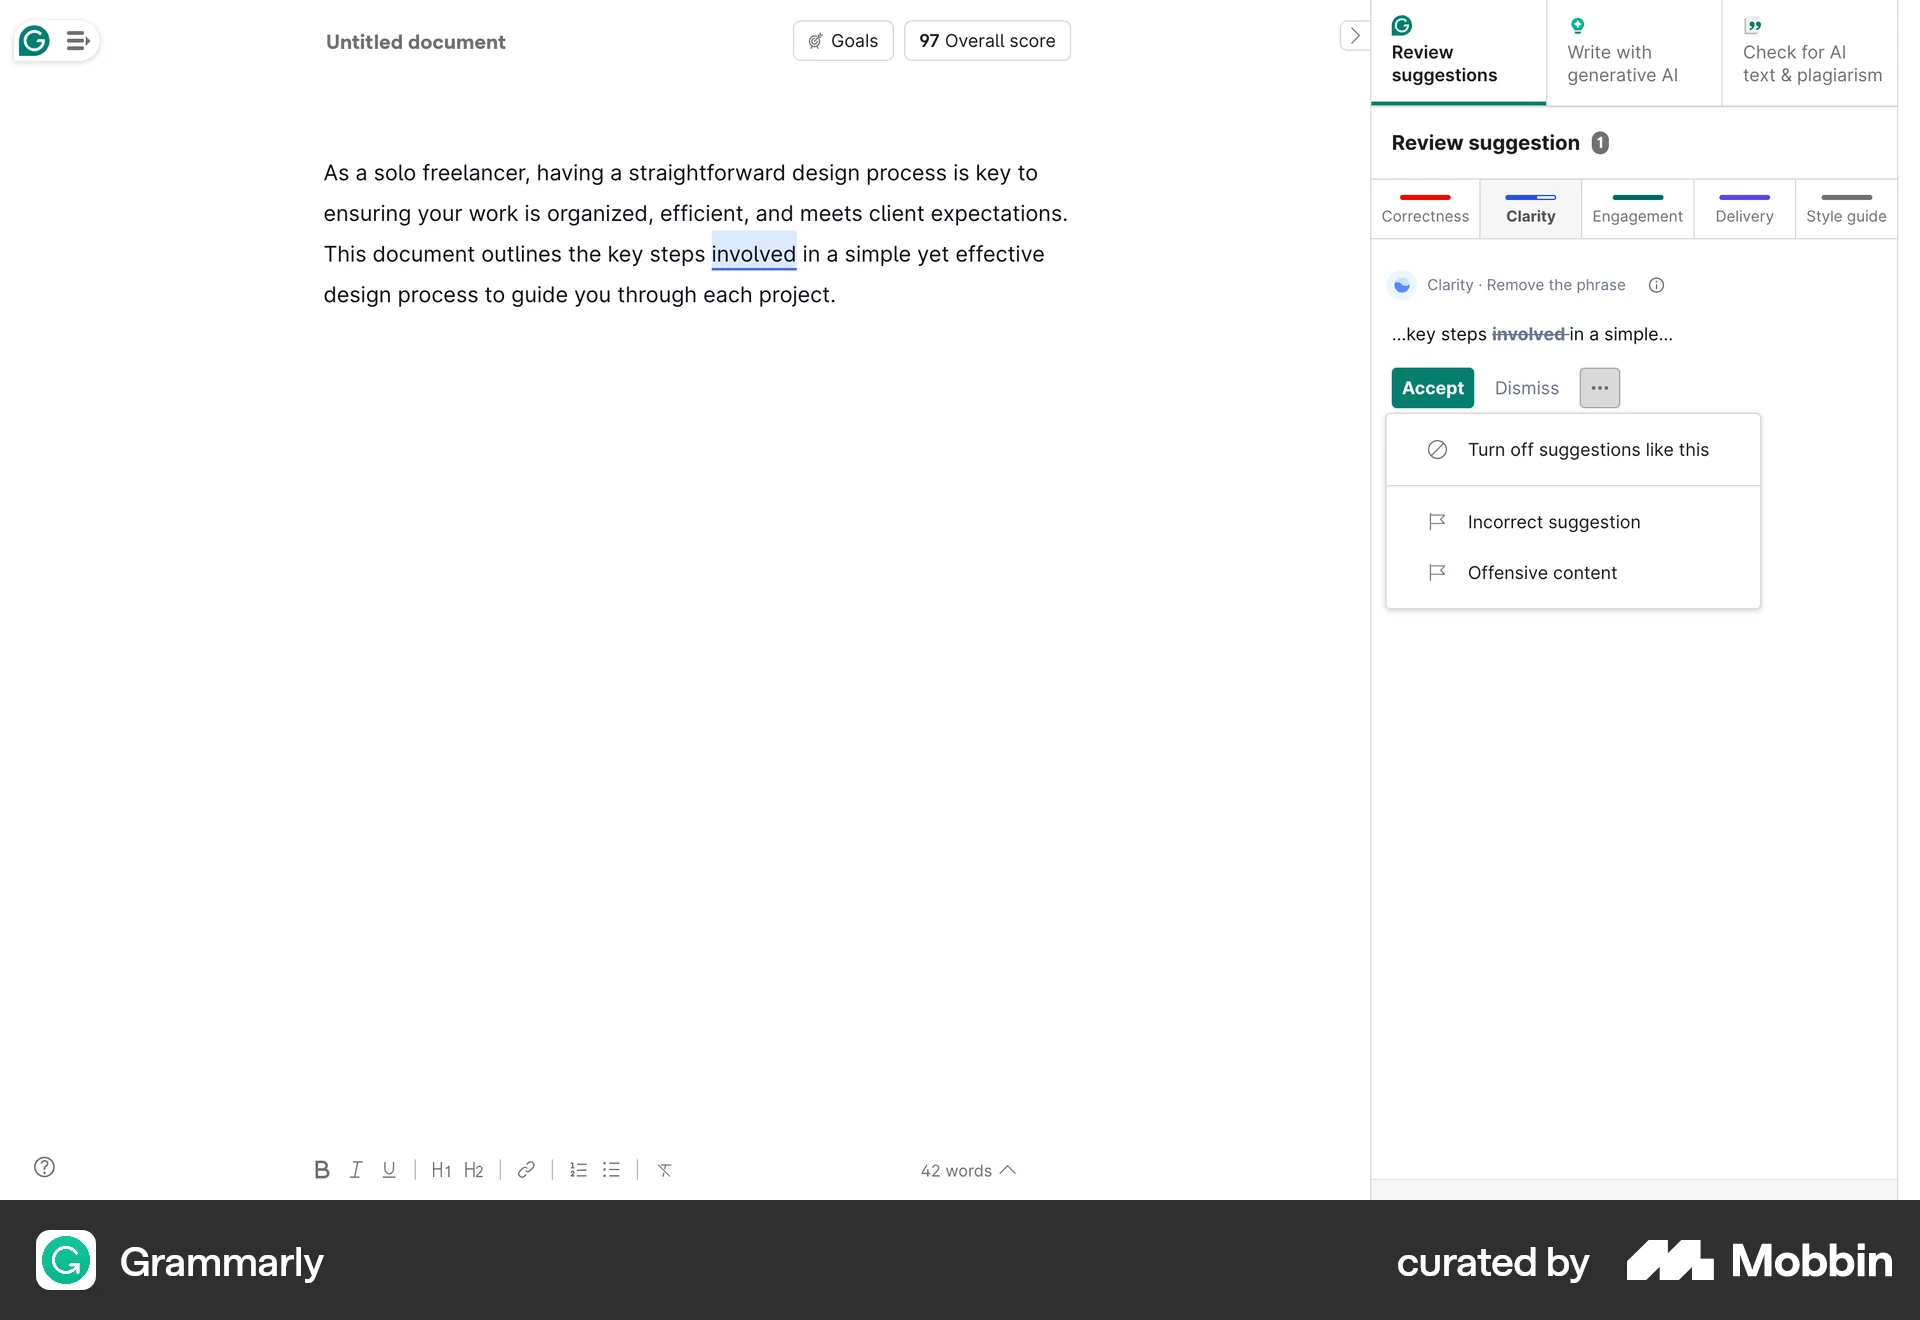 Untitled document
Goals
97 Overall score
As a solo freelancer, having a straightforward design process is key to
ensuring your work is organized, efficient, and meets client expectations.
This document outlines the key steps involved in a simple yet effective
design process to guide you through each project.
Review
suggestions
Write with
generative AI
Check for AI
text & plagiarism
Review suggestion 1
Correctness
Clarity
Engagement
Delivery
Style guide
Clarity · Remove the phrase
...key steps involved in a simple...
Accept
Dismiss
Turn off suggestions like this
Incorrect suggestion
Offensive content
B I U H1 H2
42 words
Grammarly
curated by Mobbin